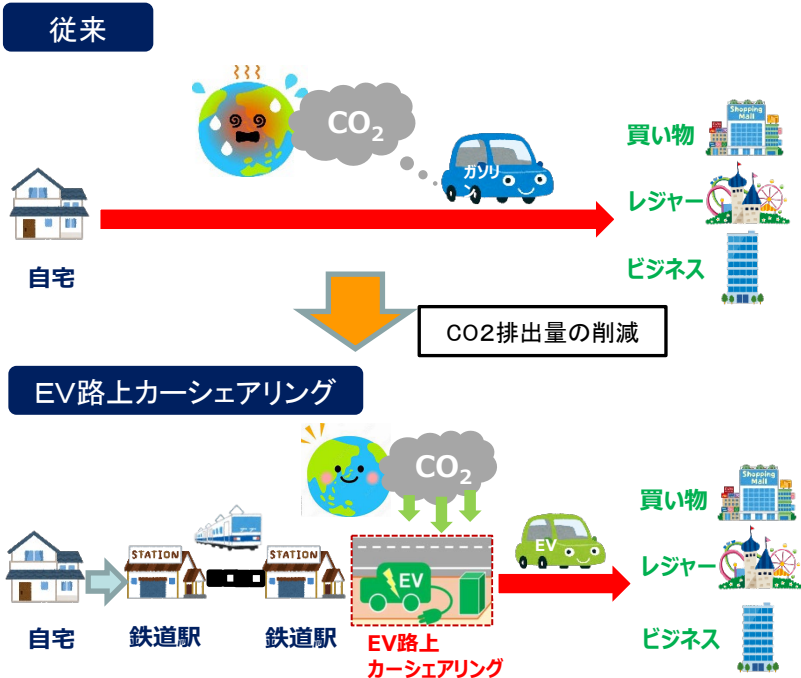 従来
CO2
ガソリ
ン
買い物
Shopping
Mall
レジャー
ビジネス
自宅
CO2排出量の削減
EV路上カーシェアリング
CO2
買い物
Shopping
Mall
EV
STATION
STATION
EV
レジャー
自宅
鉄道駅
鉄道駅
EV路上
カーシェアリング
ビジネス